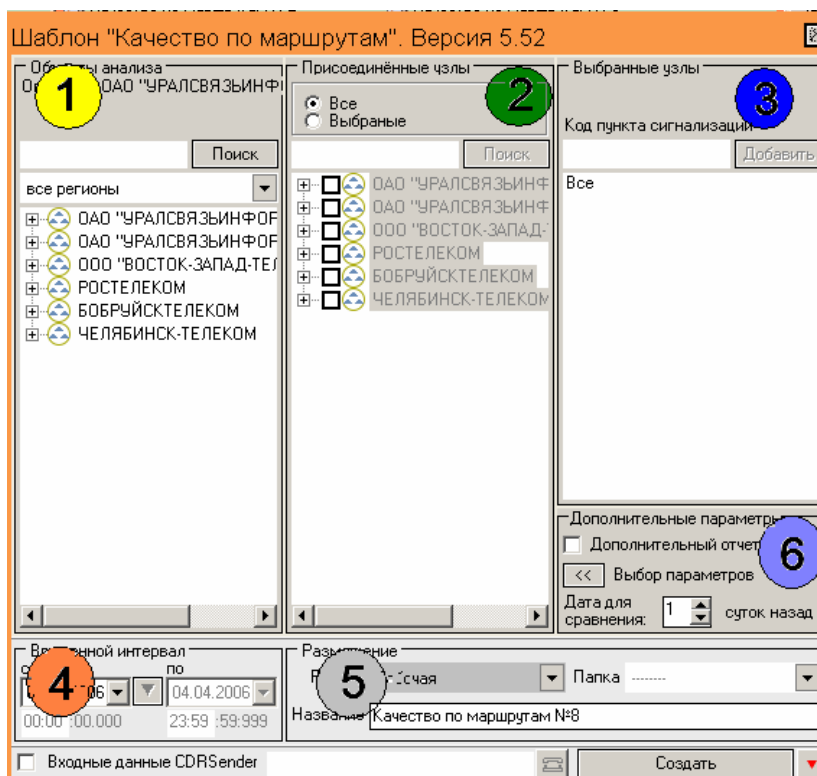 Шаблон "Качество по маршрутам". Версия 5.52
анализа
ОАО "УРАЛСВЯЗЬИНФ
1
Поиск
все регионы
ОАО "УРАЛСВЯЗЬИНФОР
ОАО "УРАЛСВЯЗЬИНФОР
ООО "ВОСТОК-ЗАПАД-ТЕЛ
РОСТЕЛЕКОМ
БОБРУЙСКТЕЛЕКОМ
ЧЕЛЯБИНСК-ТЕЛЕКОМ
Присоединённые узлы
Все
Выбраные
2
Поиск
ОАО "УРАЛСВЯЗЬИНФ
ОАО "УРАЛСВЯЗЬИНФ
ООО "ВОСТОК-ЗАПАД-
РОСТЕЛЕКОМ
БОБРУЙСКТЕЛЕКОМ
ЧЕЛЯБИНСК-ТЕЛЕКОМ
Выбранные узлы
3
Код пункта сигнализации
Добавить
Все
Дополнительные параметры
Дополнительный отчет
6
<< Выбор параметров
Дата для сравнения: 1 суток назад
интервал
4
по
04.04.2006
00:00 :00.000 23:59 :59:999
Размещение
5
Папка --------
Название Качество по маршрутам №8
Входные данные CDRSender
Создать